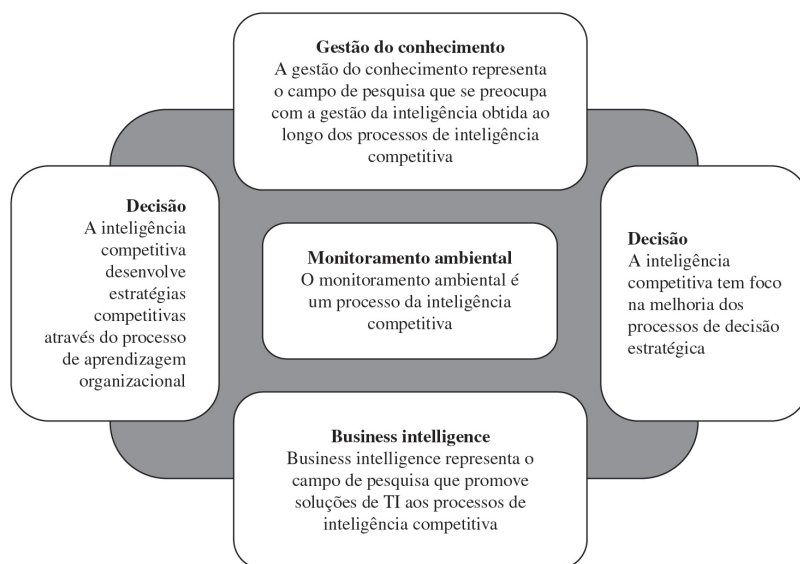 Gestão do conhecimento
A gestão do conhecimento representa
o campo de pesquisa que se preocupa
com a gestão da inteligência obtida ao
longo dos processos de inteligência
competitiva
Decisão
A inteligência
competitiva
desenvolve
estratégias
competitivas
através do processo
de aprendizagem
organizacional
Monitoramento ambiental
O monitoramento ambiental é
um processo da inteligência
competitiva
Decisão
A inteligência
competitiva tem foco
na melhoria dos
processos de decisão
estratégica
Business intelligence
Business intelligence representa o
campo de pesquisa que promove
soluções de TI aos processos de
inteligência competitiva